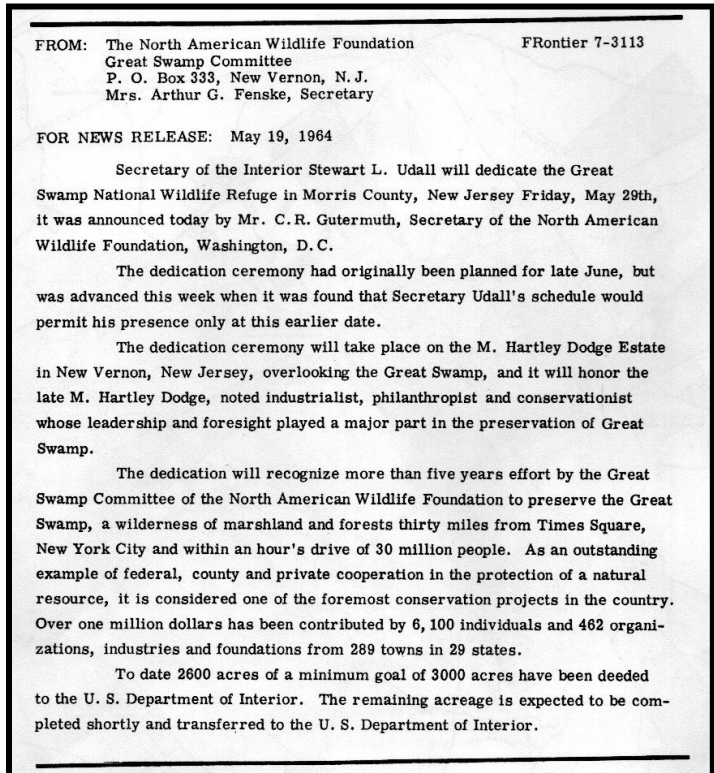 FROM: The North American Wildlife Foundation FRontier 7-3113
Great Swamp Committee
P. O. Box 333, New Vernon, N. J.
Mrs. Arthur G. Fenske, Secretary
FOR NEWS RELEASE: May 19, 1964
Secretary of the Interior Stewart L. Udall will dedicate the Great
Swamp National Wildlife Refuge in Morris County, New Jersey Friday, May 29th,
it was announced today by Mr. C. R. Gutermuth, Secretary of the North American
Wildlife Foundation, Washington, D. C.
The dedication ceremony had originally been planned for late June, but
was advanced this week when it was found that Secretary Udall's schedule would
permit his presence only at this earlier date.
The dedication ceremony will take place on the M. Hartley Dodge Estate
in New Vernon, New Jersey, overlooking the Great Swamp, and it will honor the
late M. Hartley Dodge, noted industrialist, philanthropist and conservationist
whose leadership and foresight played a major part in the preservation of Great
Swamp.
The dedication will recognize more than five years effort by the Great
Swamp Committee of the North American Wildlife Foundation to preserve the Great
Swamp, a wilderness of marshland and forests thirty miles from Times Square,
New York City and within an hour's drive of 30 million people. As an outstanding
example of federal, county and private cooperation in the protection of a natural
resource, it is considered one of the foremost conservation projects in the country.
Over one million dollars has been contributed by 6, 100 individuals and 462 organi-
zations, industries and foundations from 289 towns in 29 states.
To date 2600 acres of a minimum goal of 3000 acres have been deeded
to the U. S. Department of Interior. The remaining acreage is expected to be com-
pleted shortly and transferred to the U. S. Department of Interior.